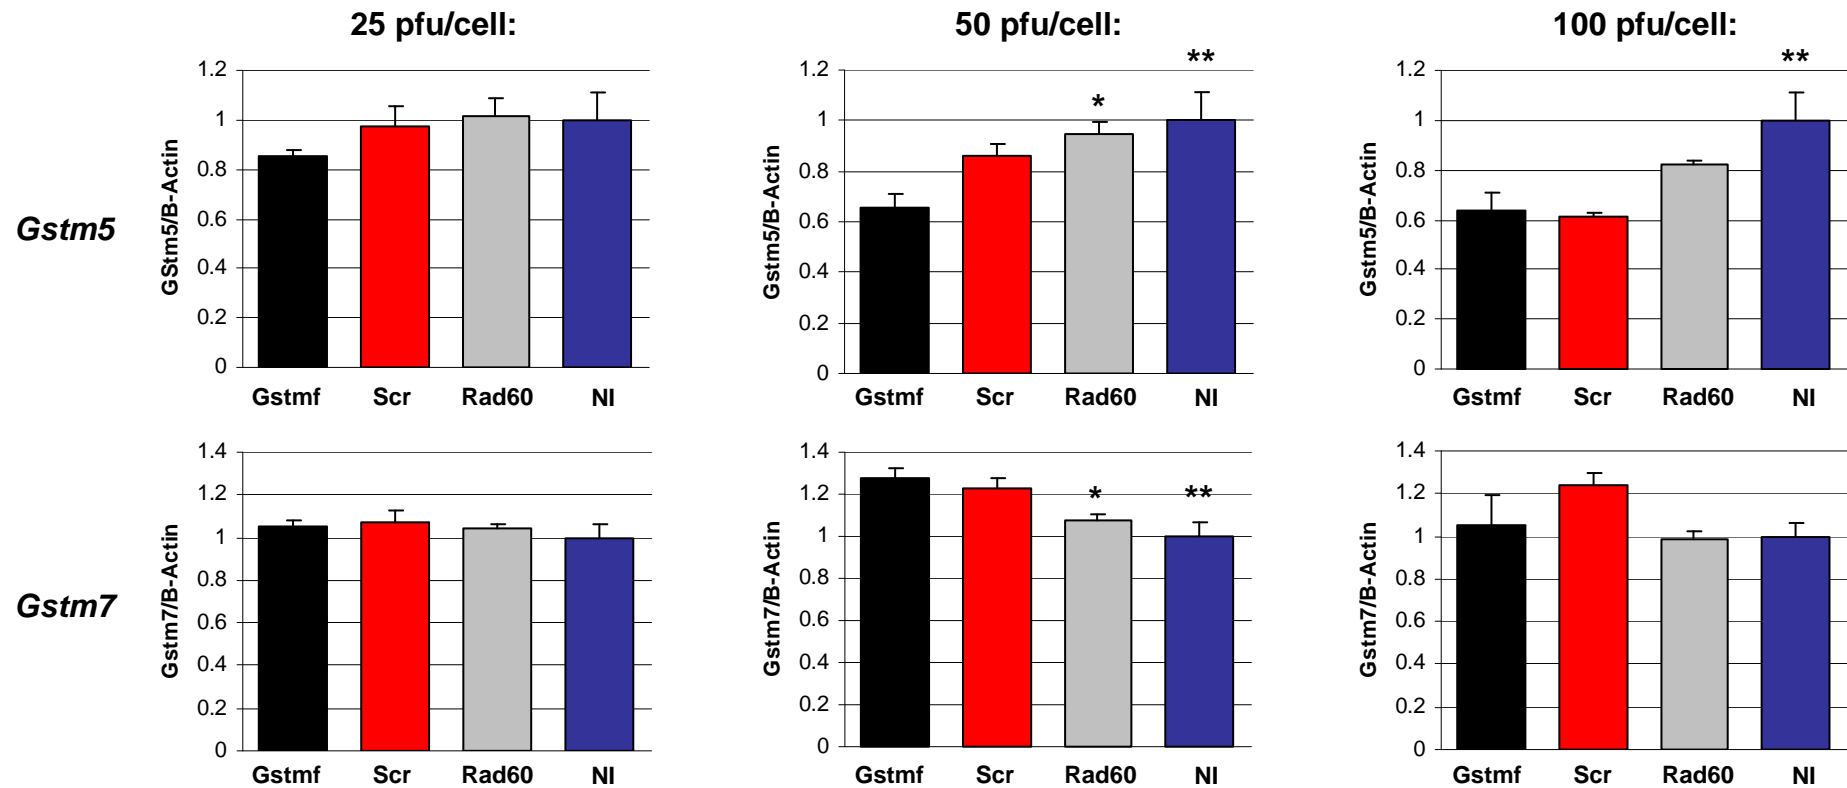 25 pfu/cell:
50 pfu/cell:
100 pfu/cell:
Gstm5
GStm5/B-Actin
1.2
1
0.8
0.6
0.4
0.2
0
Gstmf Scr Rad60 NI
Gstm5/B-Actin
1.2
1
0.8
0.6
0.4
0.2
0
* **
Gstmf Scr Rad60 NI
Gstm5/B-Actin
1.2
1
0.8
0.6
0.4
0.2
0
**
Gstmf Scr Rad60 NI
Gstm7
Gstm7/B-Actin
1.4
1.2
1
0.8
0.6
0.4
0.2
0
Gstmf Scr Rad60 NI
Gstm7/B-Actin
1.4
1.2
1
0.8
0.6
0.4
0.2
0
* **
Gstmf Scr Rad60 NI
Gstm7/B-Actin
1.4
1.2
1
0.8
0.6
0.4
0.2
0
Gstmf Scr Rad60 NI